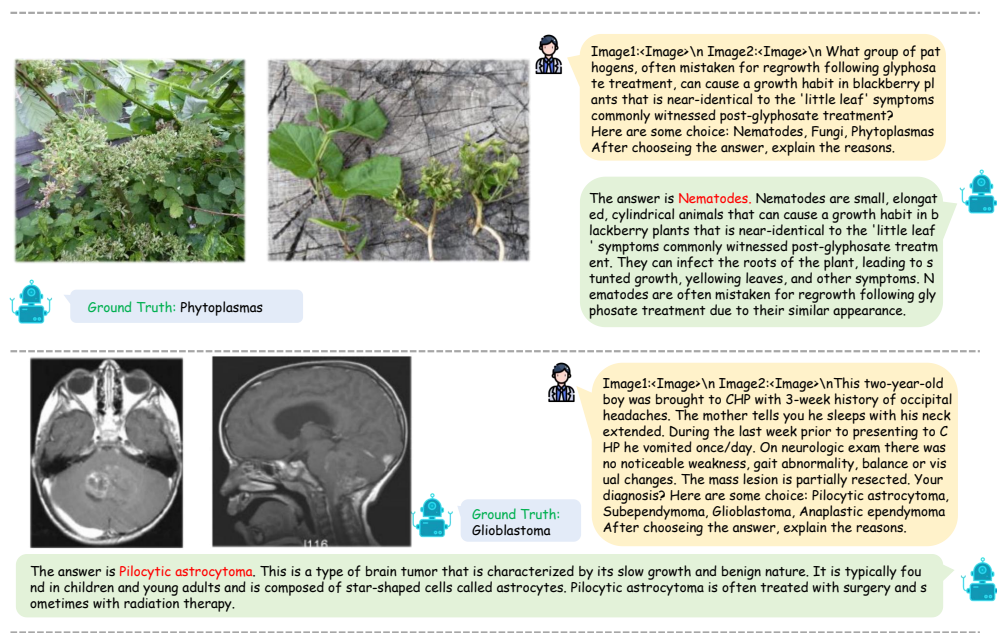 Image1:<Image>\n Image2:<Image>\n What group of pat
hogens, often mistaken for regrowth following glyphosa
te treatment, can cause a growth habit in blackberry pl
ants that is near-identical to the 'little leaf' symptoms
commonly witnessed post-glyphosate treatment?
Here are some choice: Nematodes, Fungi, Phytoplasmas
After chooseing the answer, explain the reasons.
The answer is Nematodes. Nematodes are small, elongat
ed, cylindrical animals that can cause a growth habit in b
lackberry plants that is near-identical to the 'little leaf
' symptoms commonly witnessed post-glyphosate treatm
ent. They can infect the roots of the plant, leading to s
tunted growth, yellowing leaves, and other symptoms. N
ematodes are often mistaken for regrowth following gly
phosate treatment due to their similar appearance.
Ground Truth: Phytoplasmas
Image1:<Image>\n Image2:<Image>\nThis two-year-old
boy was brought to CHP with 3-week history of occipital
headaches. The mother tells you he sleeps with his neck
extended. During the last week prior to presenting to C
HP he vomited once/day. On neurologic exam there was
no noticeable weakness, gait abnormality, balance or vis
ual changes. The mass lesion is partially resected. Your
diagnosis? Here are some choice: Pilocytic astrocytoma,
Subependymoma, Glioblastoma, Anaplastic ependymoma
After chooseing the answer, explain the reasons.
Ground Truth:
Glioblastoma
I116
The answer is Pilocytic astrocytoma. This is a type of brain tumor that is characterized by its slow growth and benign nature. It is typically fou
nd in children and young adults and is composed of star-shaped cells called astrocytes. Pilocytic astrocytoma is often treated with surgery and s
ometimes with radiation therapy.